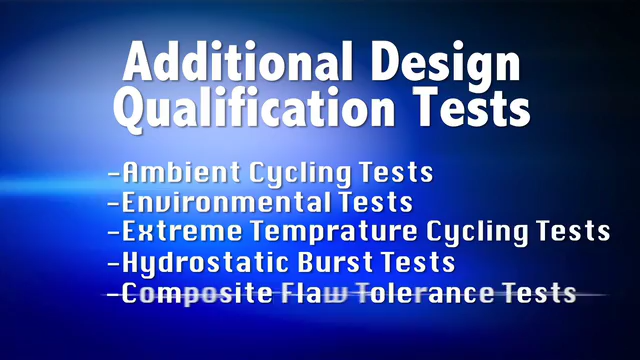 Additional Design
Qualification Tests
-Ambient Cycling Tests
-Environmental Tests
-Extreme Temprature Cycling Tests
-Hydrostatic Burst Tests
-Composite Flaw Tolerance Tests